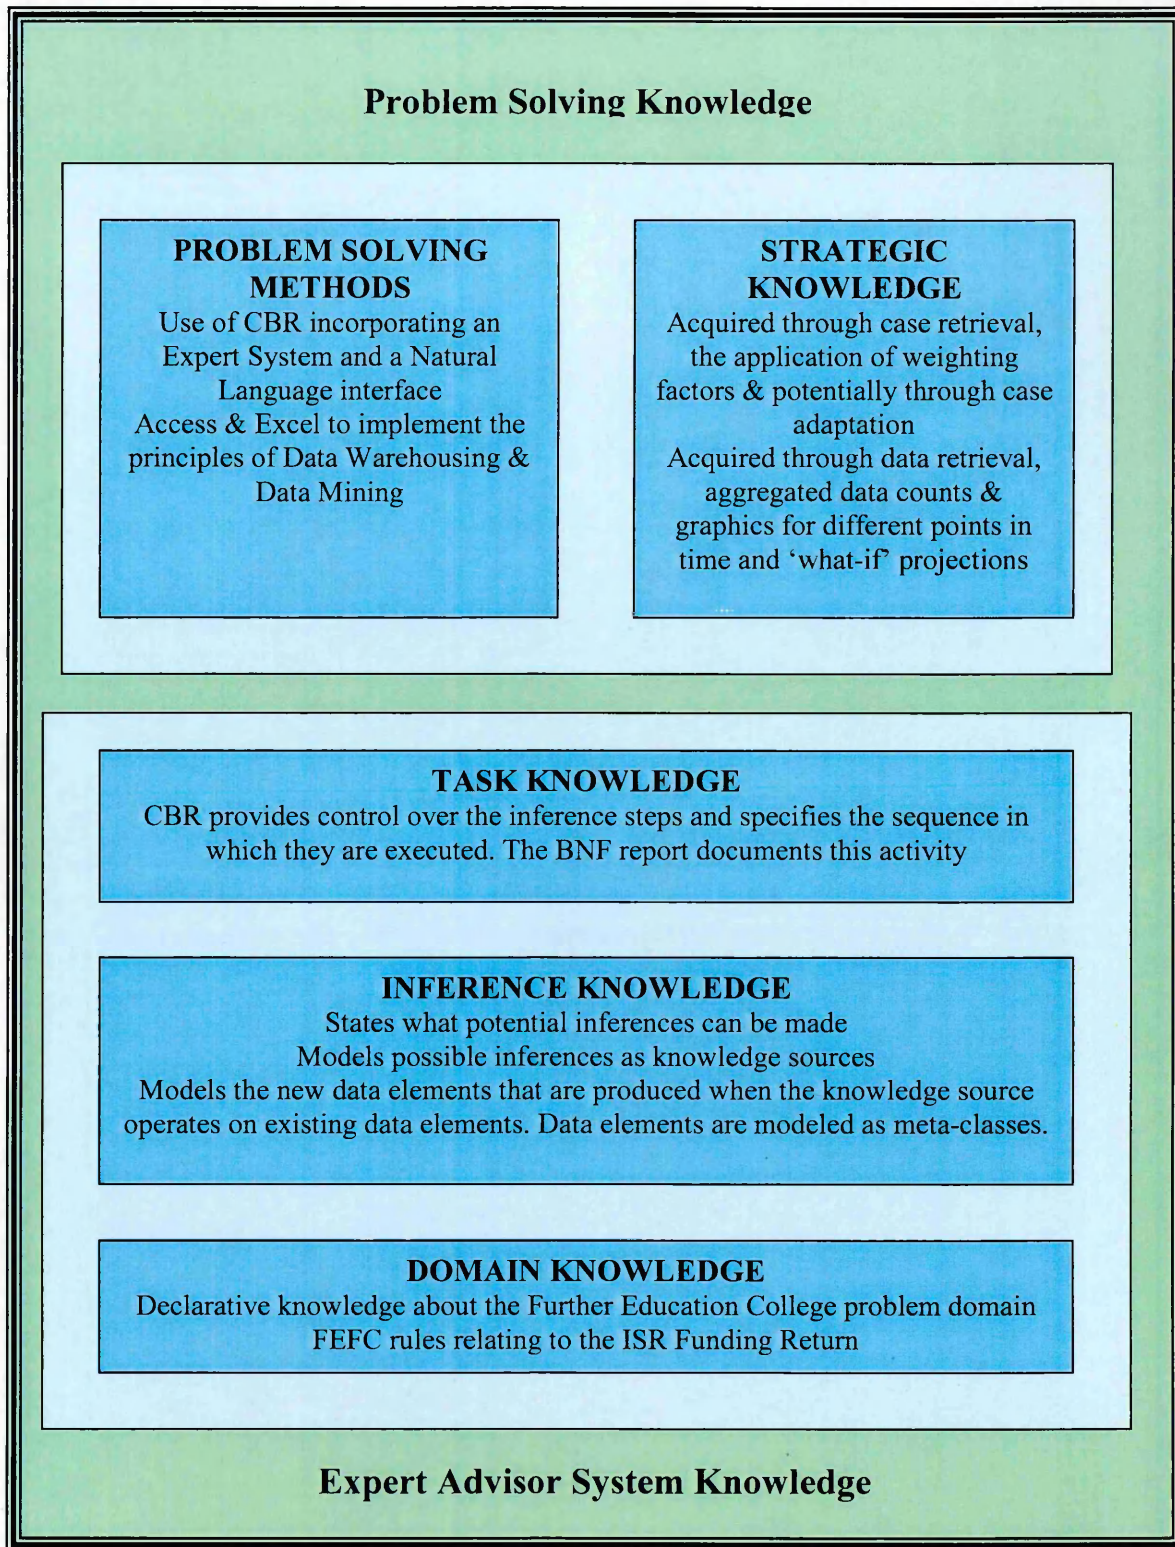 Problem Solving Knowledge
PROBLEM SOLVING
METHODS
Use of CBR incorporating an
Expert System and a Natural
Language interface
Access & Excel to implement the
principles of Data Warehousing &
Data Mining
STRATEGIC
KNOWLEDGE
Acquired through case retrieval,
the application of weighting
factors & potentially through case
adaptation
Acquired through data retrieval,
aggregated data counts &
graphics for different points in
time and ‘what-if’ projections
TASK KNOWLEDGE
CBR provides control over the inference steps and specifies the sequence in
which they are executed. The BNF report documents this activity
INFERENCE KNOWLEDGE
States what potential inferences can be made
Models possible inferences as knowledge sources
Models the new data elements that are produced when the knowledge source
operates on existing data elements. Data elements are modeled as meta-classes.
DOMAIN KNOWLEDGE
Declarative knowledge about the Further Education College problem domain
FEFC rules relating to the ISR Funding Return
Expert Advisor System Knowledge